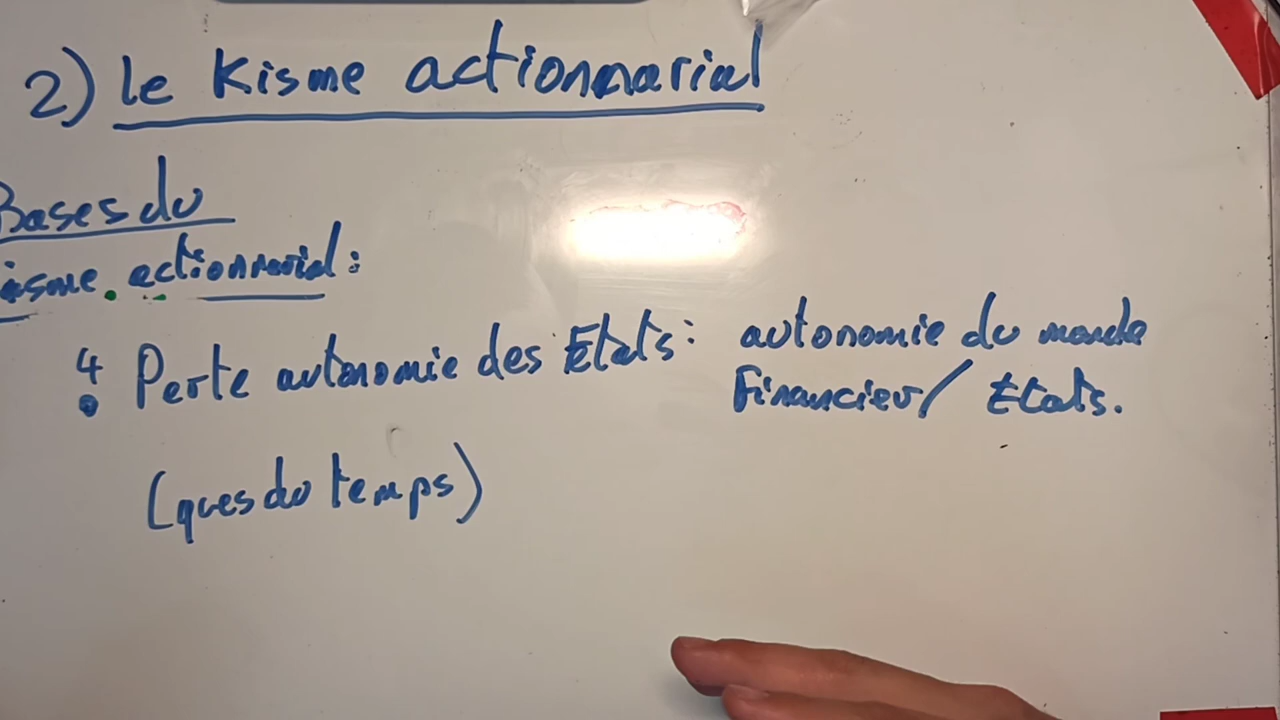 2) le Kisme actionnarial
Bases du
isme actionnarial :
4 Perte autonomie des Etats : autonomie du monde
Financier/ Etats.
(ques du temps)